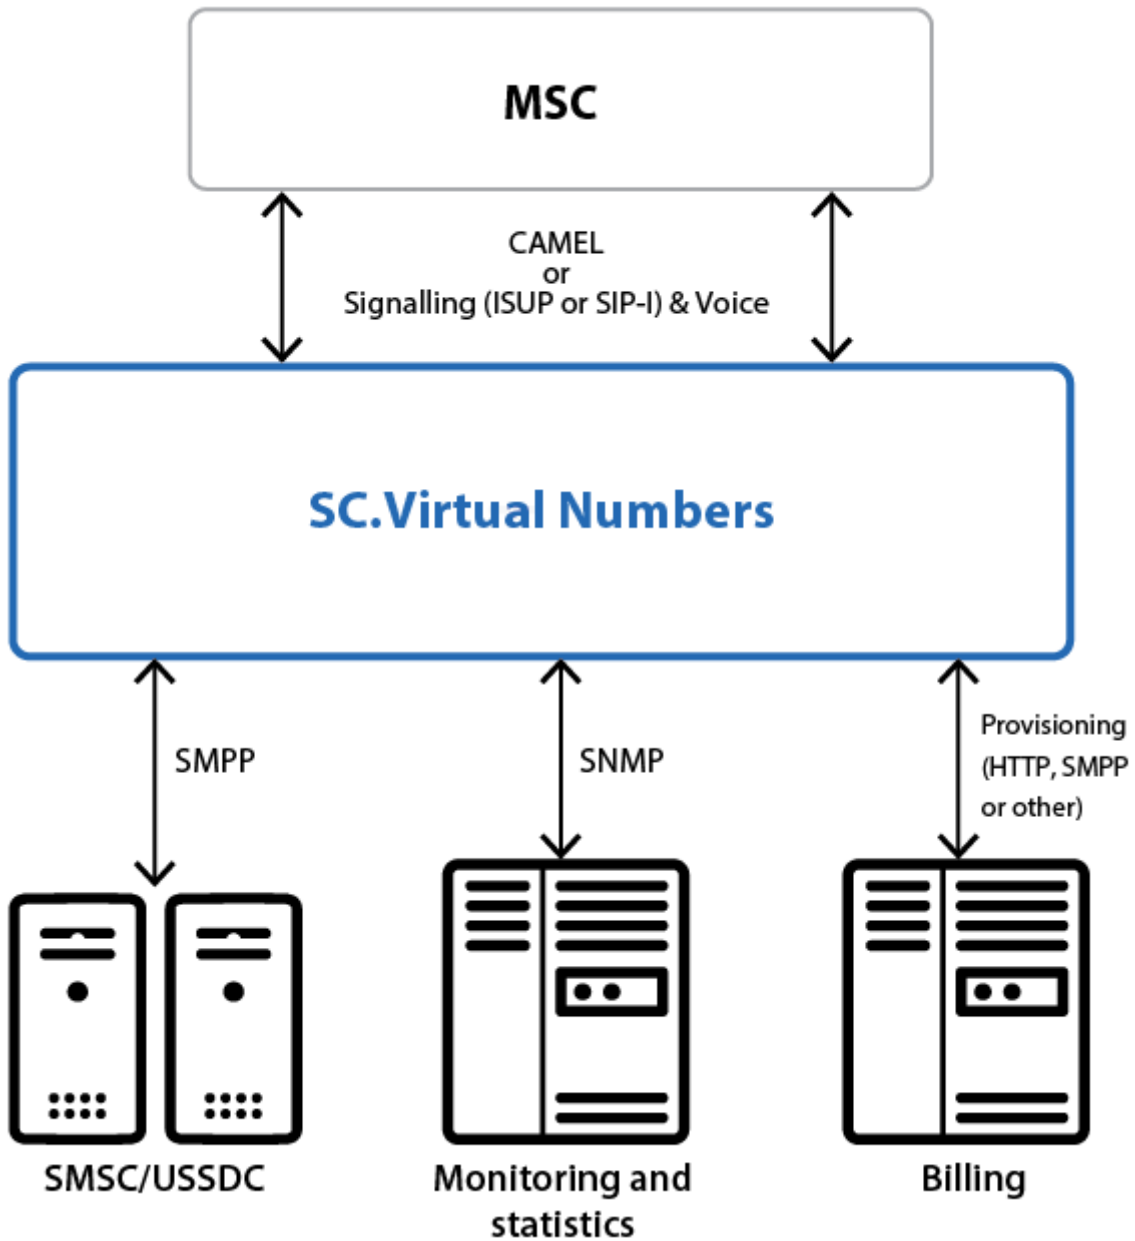 MSC
CAMEL
or
Signalling (ISUP or SIP-I) & Voice
SC.Virtual Numbers
SMPP
SNMP
Provisioning
(HTTP, SMPP
or other)
SMSC/USSDC
Monitoring and
statistics
Billing